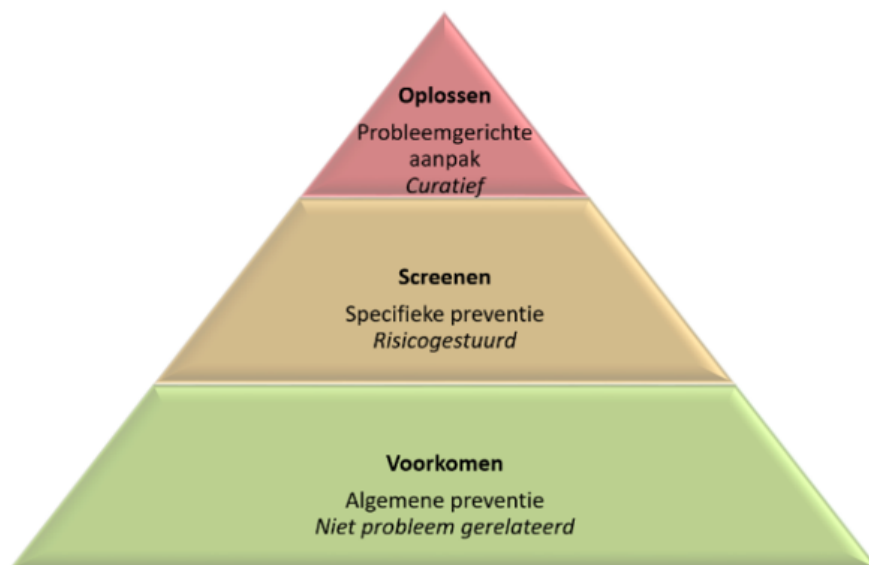 Oplossen
Probleemgerichte
aanpak
Curatief
Screenen
Specifieke preventie
Risicogestuurd
Voorkomen
Algemene preventie
Niet probleem gerelateerd